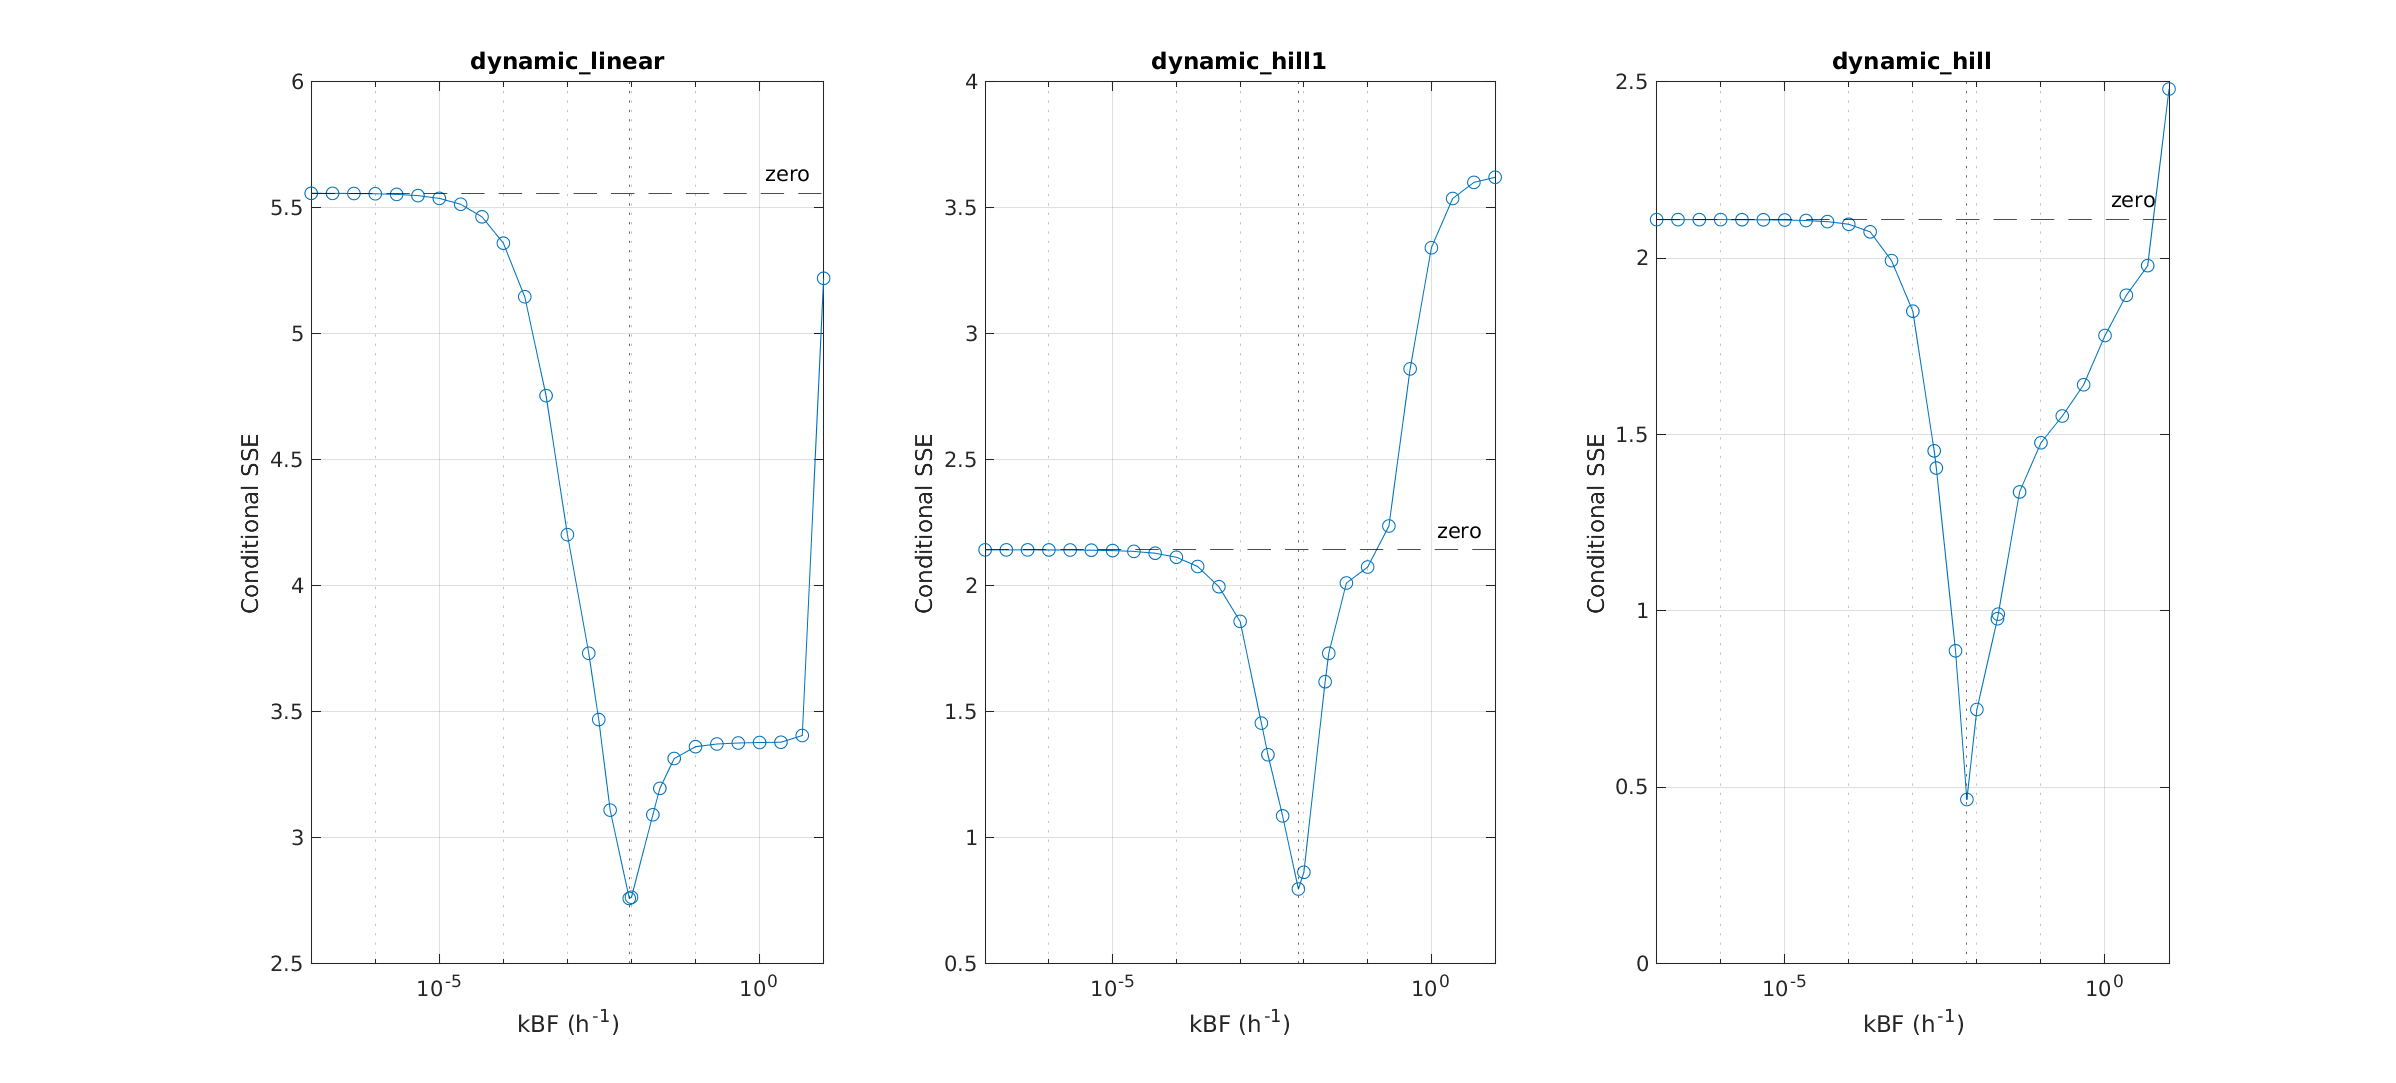 dynamic_linear
6
5.5
5
4.5
4
3.5
3
2.5
zero
Conditional SSE
10^-5
10^0
kBF (h^-1)
dynamic_hill1
4
3.5
3
2.5
2
1.5
1
0.5
zero
Conditional SSE
10^-5
10^0
kBF (h^-1)
dynamic_hill
2.5
2
1.5
1
0.5
0
zero
Conditional SSE
10^-5
10^0
kBF (h^-1)